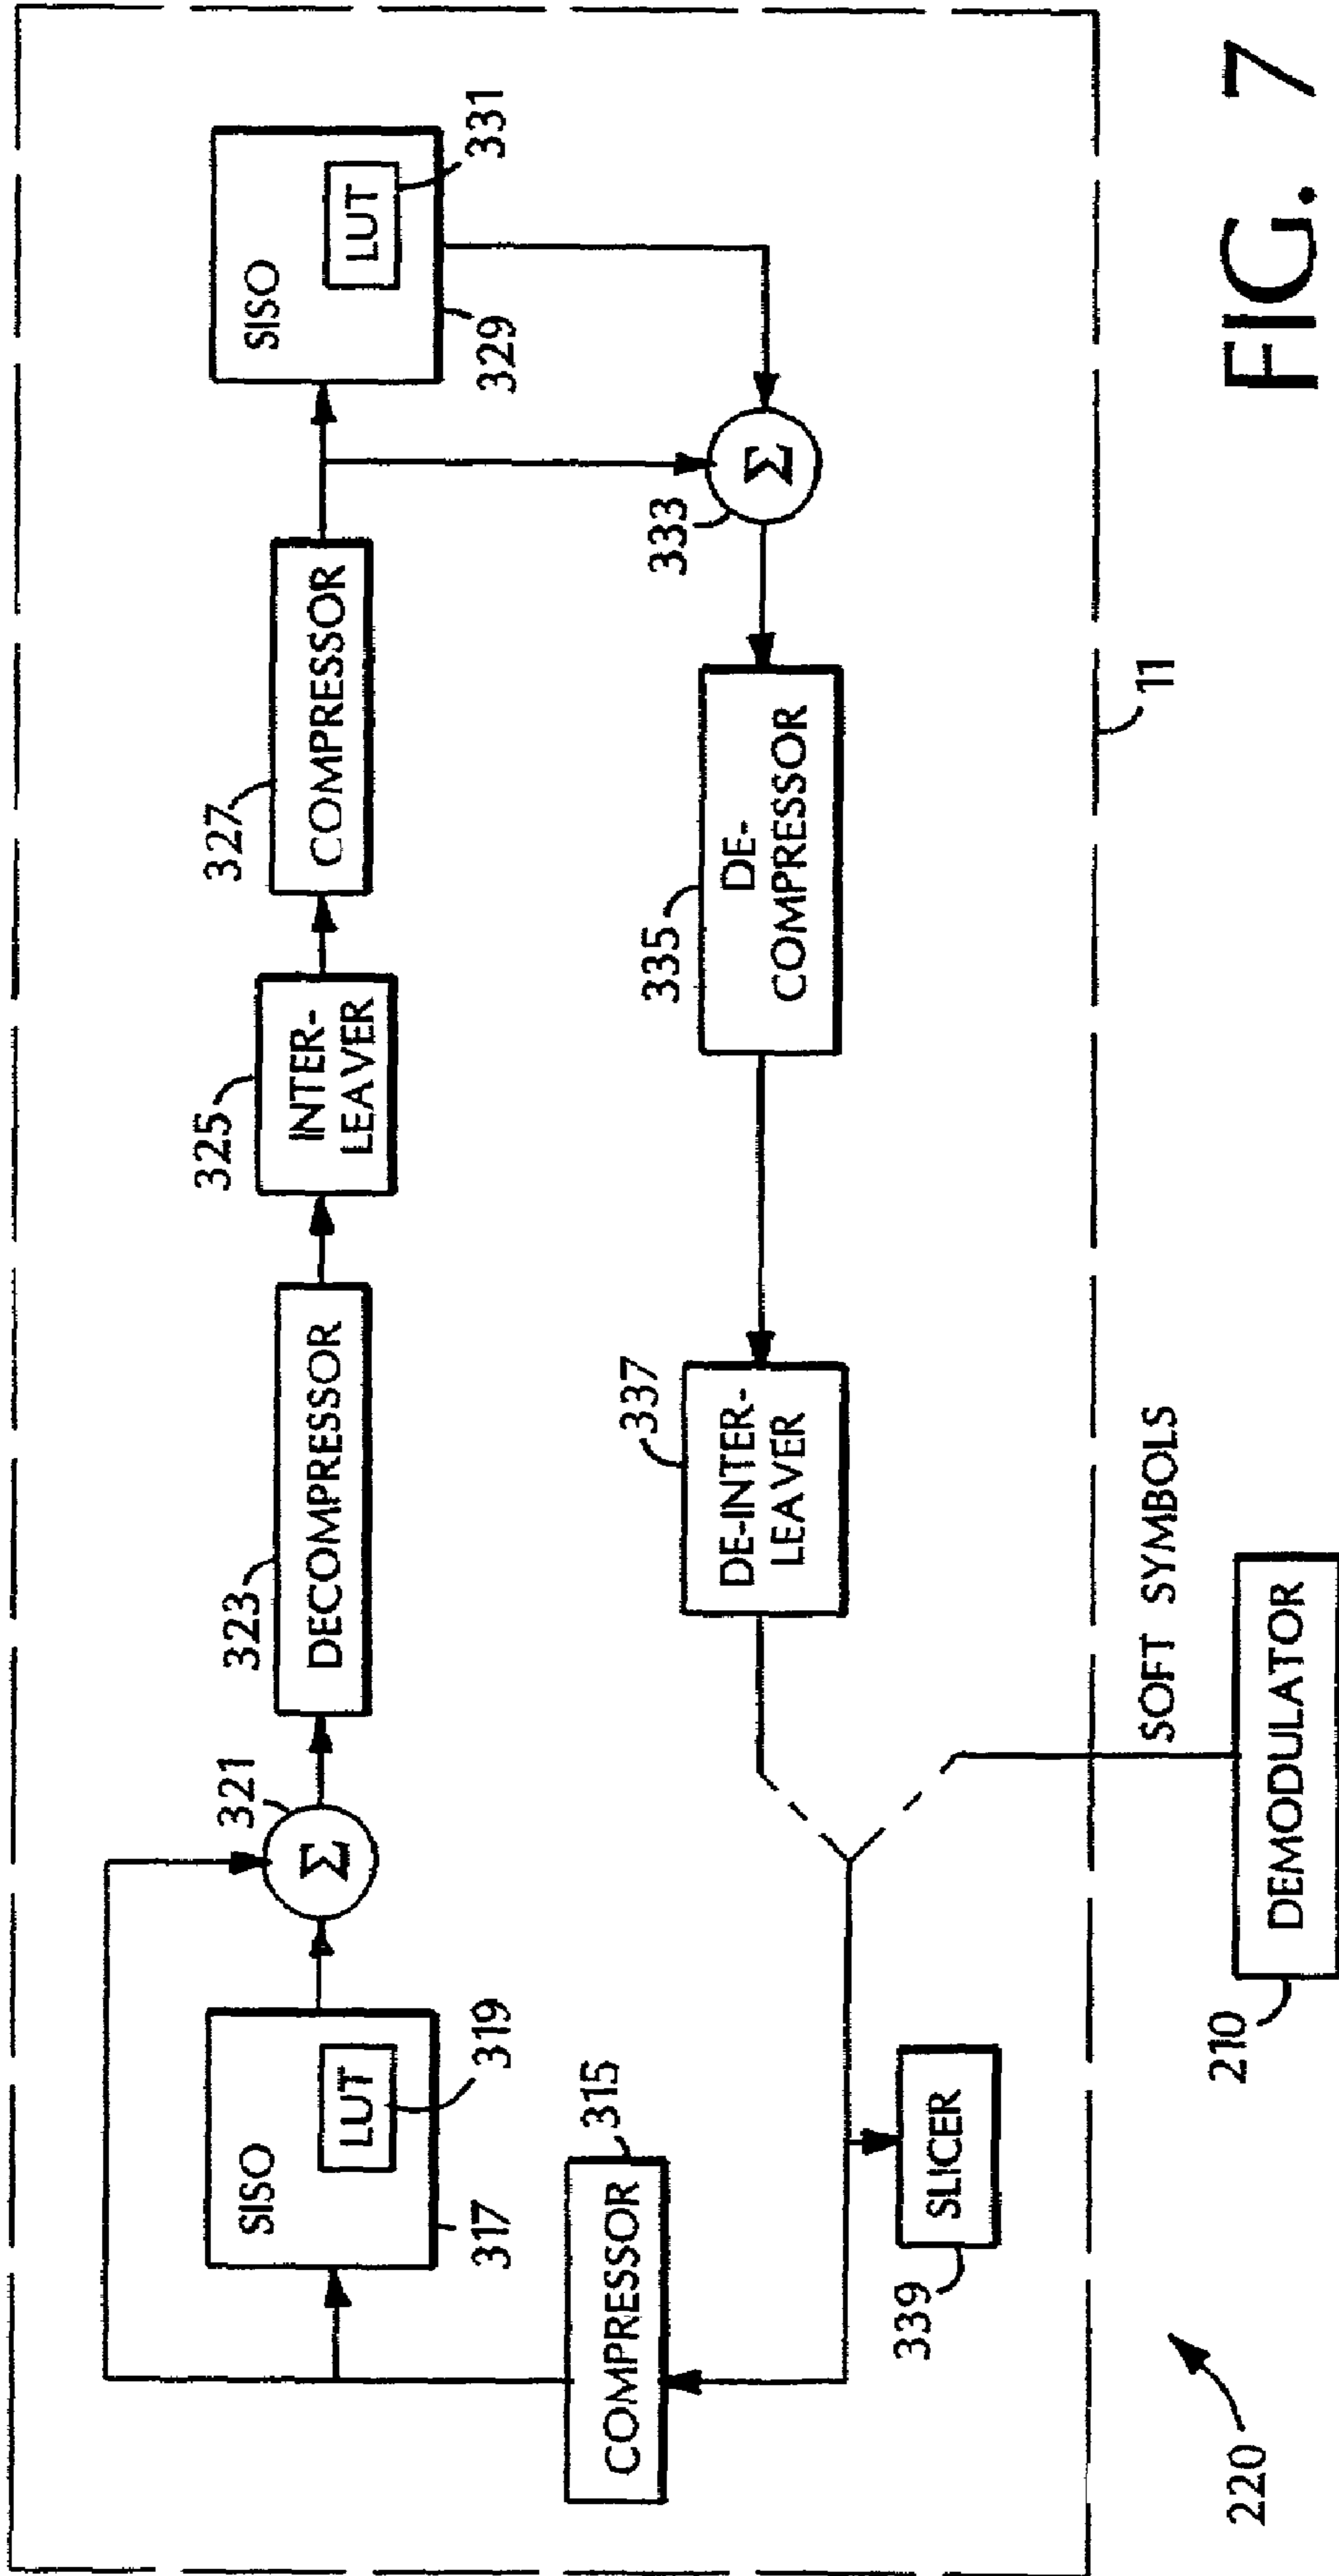 SISO
LUT
331
329
COMPRESSOR
327
INTER-
LEAVER
325
DECOMPRESSOR
323
321
Σ
SISO
LUT
319
317
333
Σ
DE-
COMPRESSOR
335
DE-INTER-
LEAVER
337
COMPRESSOR
315
SLICER
339
11
SOFT SYMBOLS
DEMODULATOR
210
220
FIG. 7